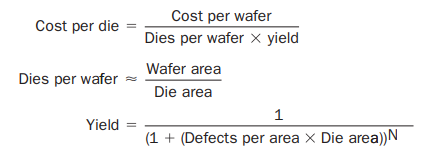 Cost per die = Cost per wafer / Dies per wafer × yield
Dies per wafer ≈ Wafer area / Die area
Yield = 1 / (1 + (Defects per area × Die area))^N